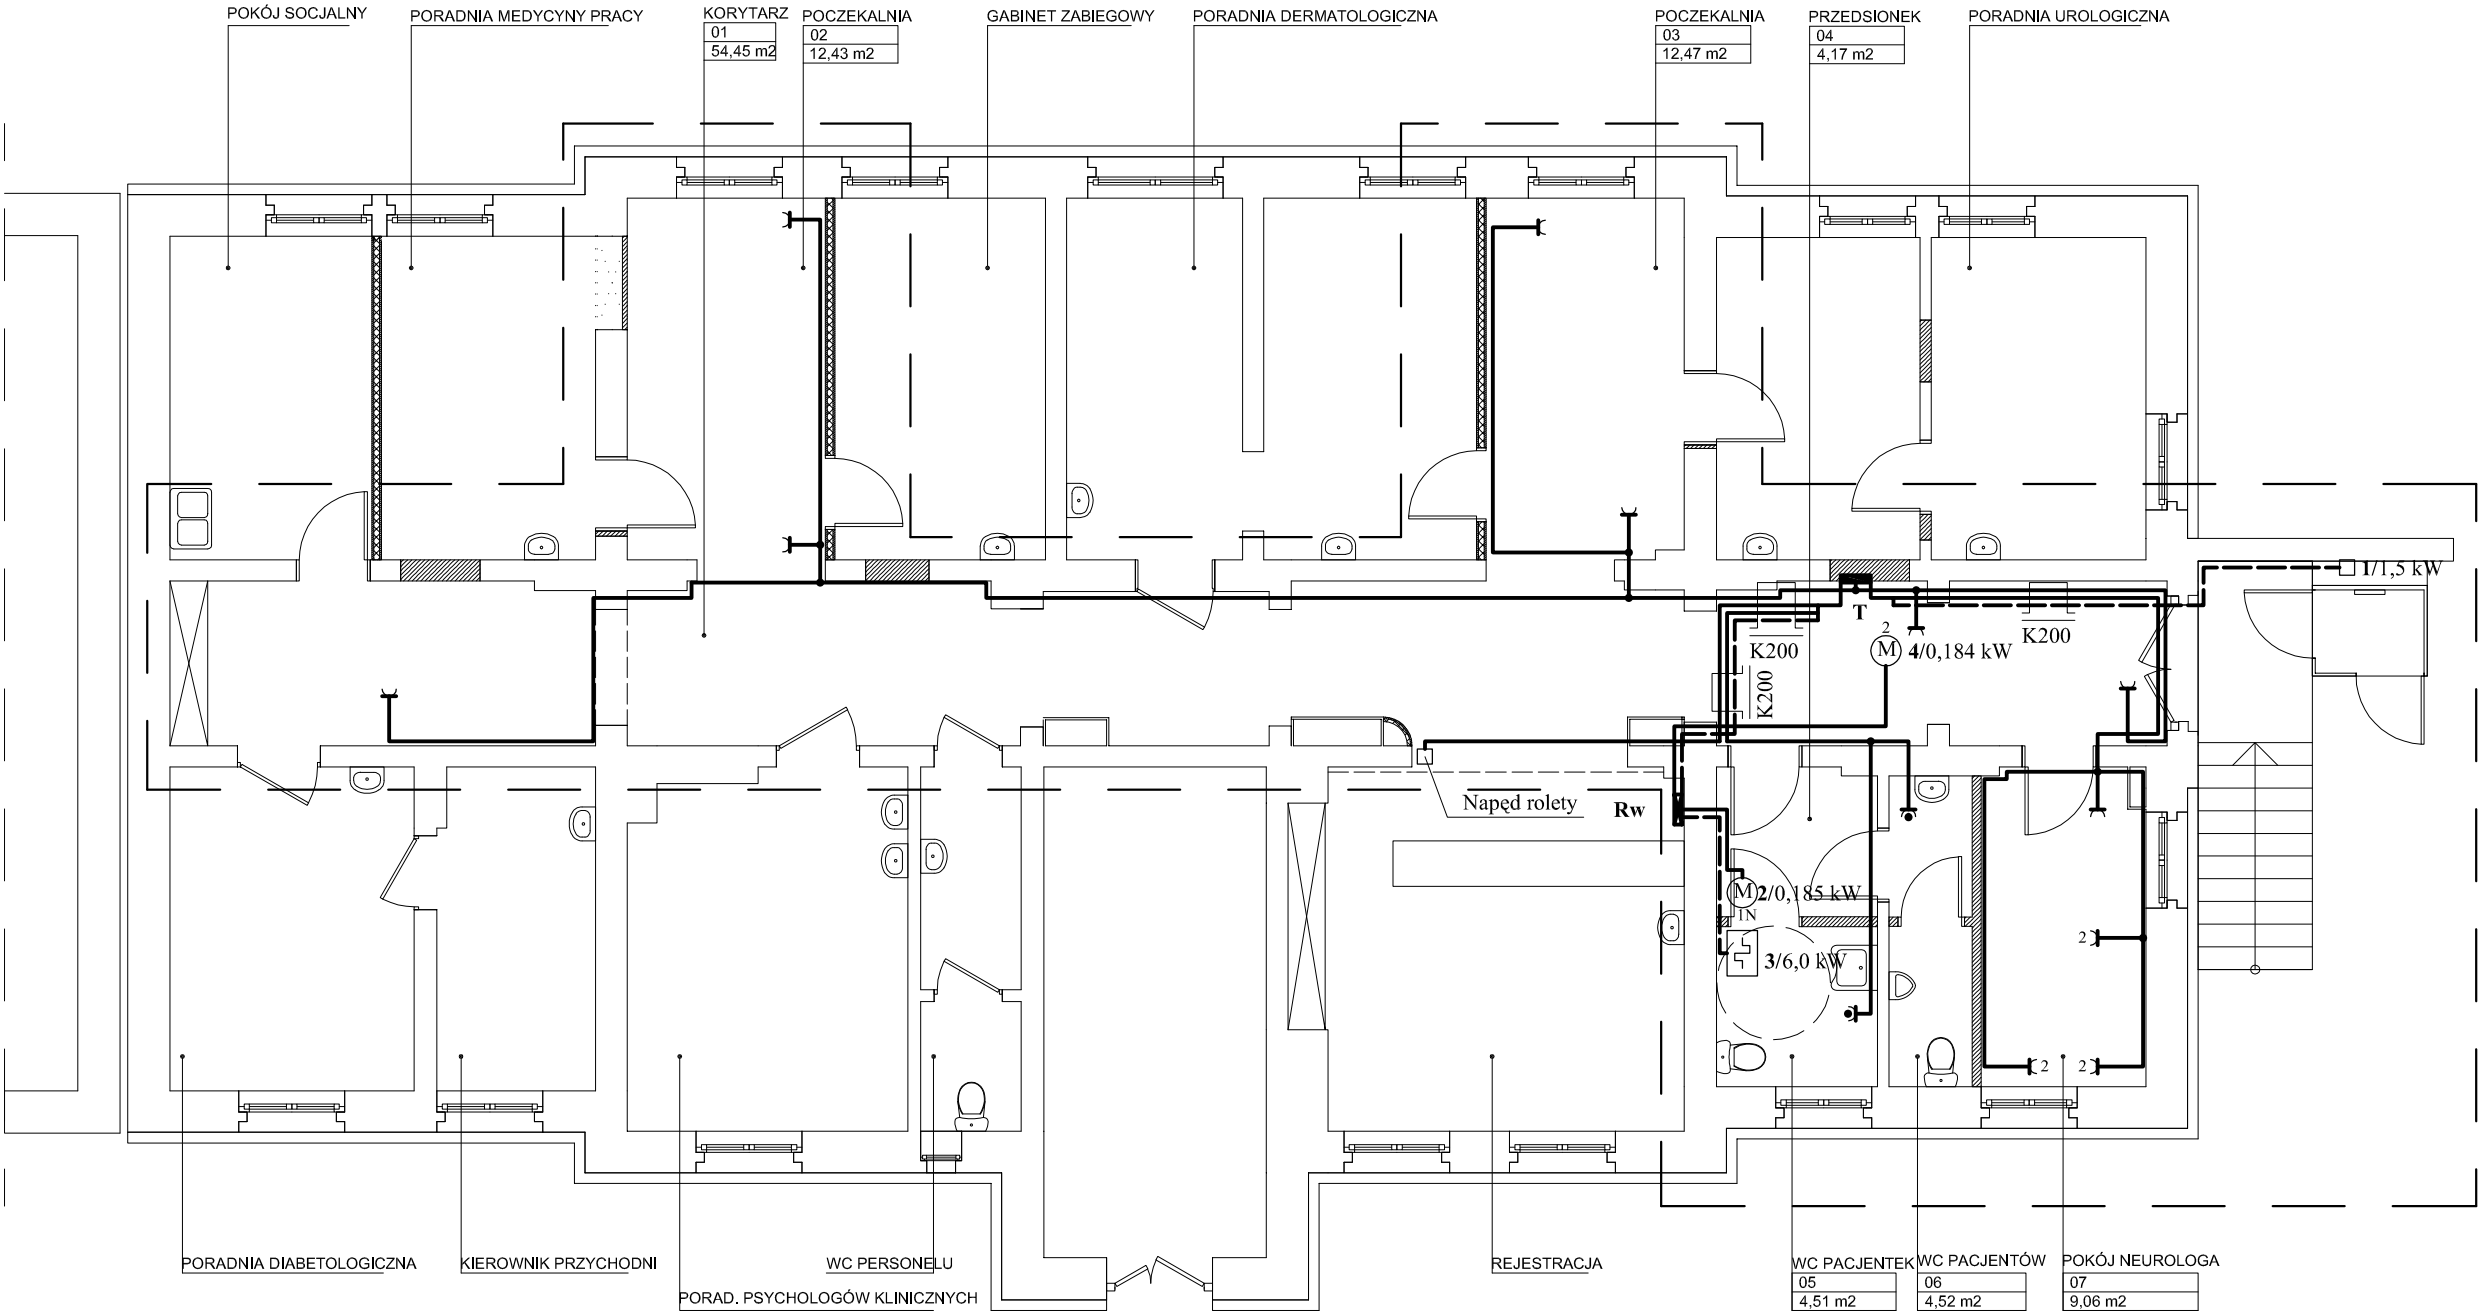 POKÓJ SOCJALNY
PORADNIA MEDYCYNY PRACY
KORYTARZ
01
54,45 m2
POCZEKALNIA
02
12,43 m2
GABINET ZABIEGOWY
PORADNIA DERMATOLOGICZNA
POCZEKALNIA
03
12,47 m2
PRZEDSIONEK
04
4,17 m2
PORADNIA UROLOGICZNA
1/1,5 kW
T
K200
K200
K200
2
M
4/0,184 kW
Napęd rolety
Rw
M
2/0,185 kW
1N
3/6,0 kW
2
2
2
PORADNIA DIABETOLOGICZNA
KIEROWNIK PRZYCHODNI
PORAD. PSYCHOLOGÓW KLINICZNYCH
WC PERSONELU
REJESTRACJA
WC PACJENTEK
05
4,51 m2
WC PACJENTÓW
06
4,52 m2
POKÓJ NEUROLOGA
07
9,06 m2